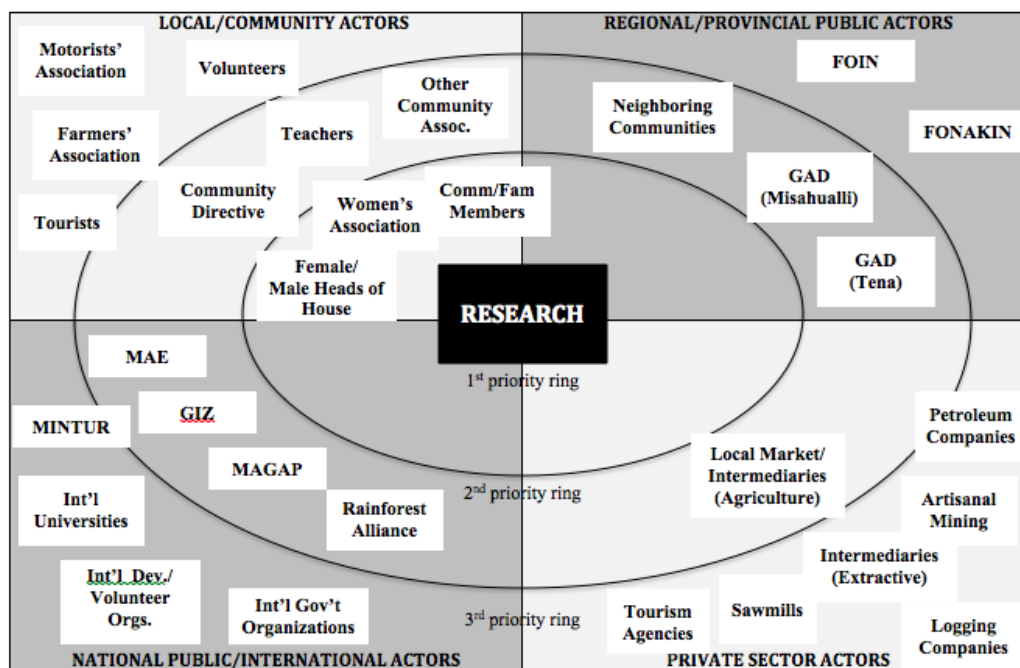 LOCAL/COMMUNITY ACTORS
Motorists'
Association
Volunteers
Other
Community
Assoc.
Farmers'
Association
Teachers
Community
Directive
Women's
Association
Comm/Fam
Members
Tourists
Female/
Male Heads of
House
REGIONAL/PROVINCIAL PUBLIC ACTORS
FOIN
Neighboring
Communities
FONAKIN
GAD
(Misahualli)
GAD
(Tena)
RESEARCH
1st priority ring
2nd priority ring
3rd priority ring
MAE
GIZ
MINTUR
MAGAP
Int'l
Universities
Rainforest
Alliance
Int'l Dev./
Volunteer
Orgs.
Int'l Gov't
Organizations
NATIONAL PUBLIC/INTERNATIONAL ACTORS
Petroleum
Companies
Local Market/
Intermediaries
(Agriculture)
Artisanal
Mining
Intermediaries
(Extractive)
Tourism
Agencies
Sawmills
Logging
Companies
PRIVATE SECTOR ACTORS